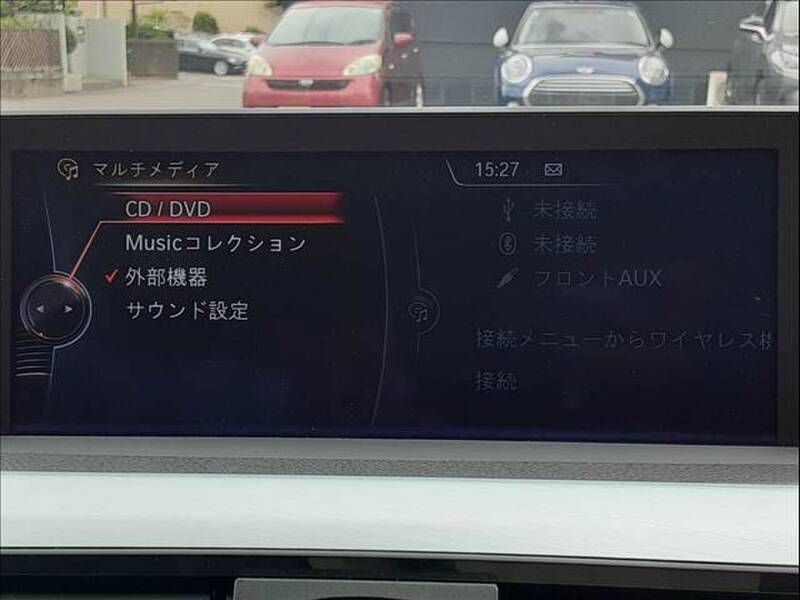 マルチメディア
15:27
CD / DVD
Musicコレクション
外部機器
サウンド設定
未接続
未接続
フロントAUX
接続メニューからワイヤレス
接続